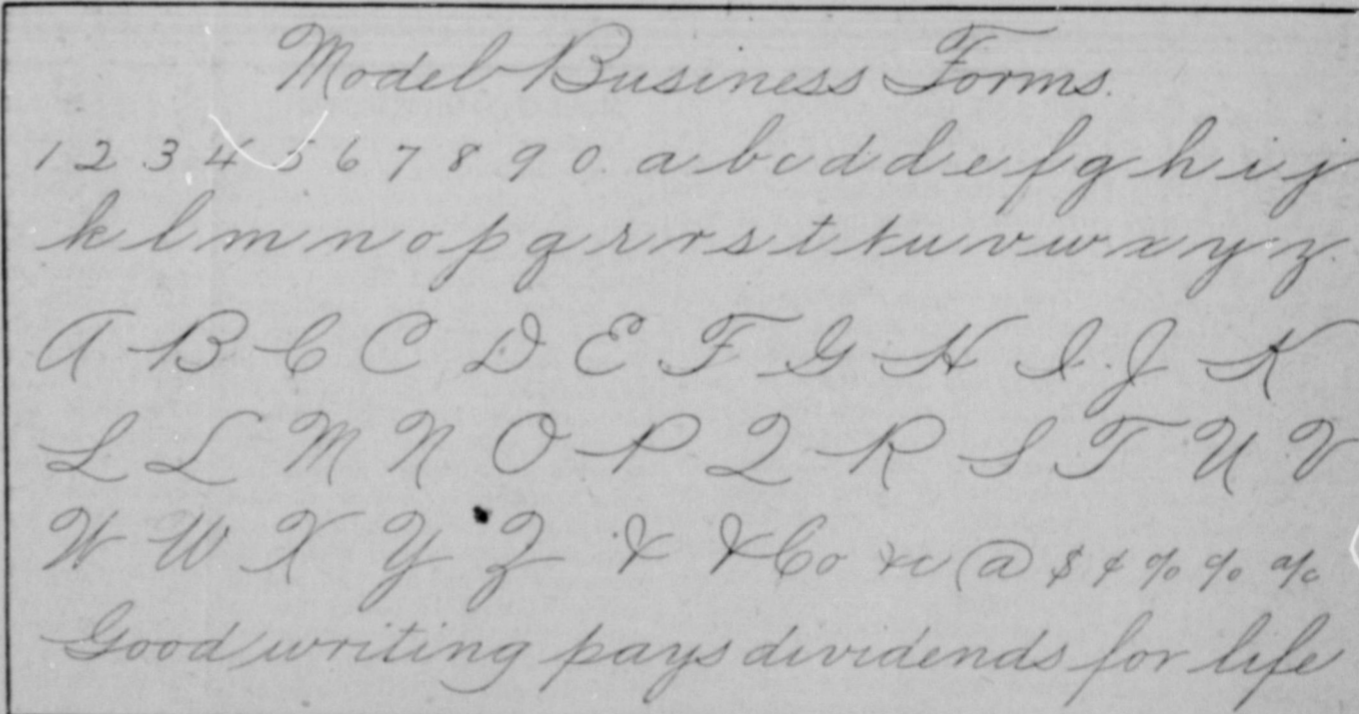 Model Business Forms.
1 2 3 4 5 6 7 8 9 0. a b c d d e f g h i j
k l m n o p q r r s t t u v w x y z.
A B C C D E F G H I J K
L L M N O P Q R S T U V
W W X Y Z & & Co &c @ $ ¢ % % a/c
Good writing pays dividends for life